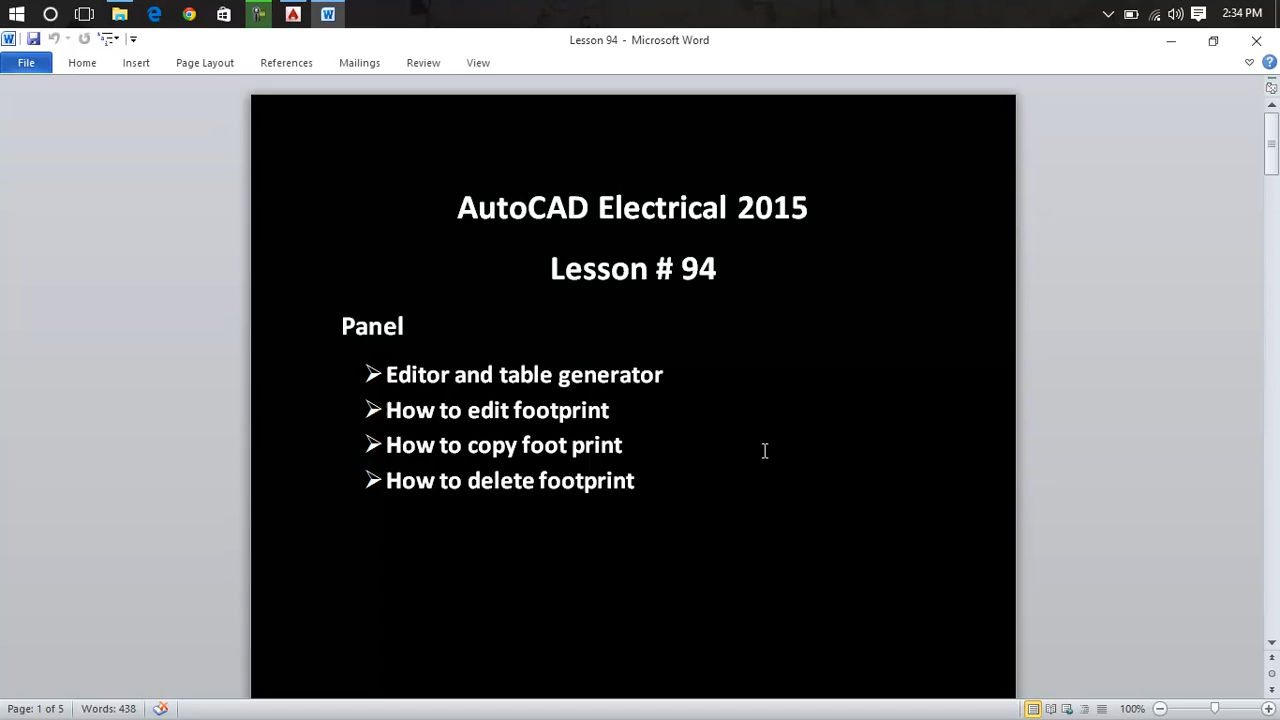 2:34 PM
Lesson 94 - Microsoft Word
File Home Insert Page Layout References Mailings Review View
AutoCAD Electrical 2015
Lesson # 94
Panel
➢ Editor and table generator
➢ How to edit footprint
➢ How to copy foot print
➢ How to delete footprint
Page: 1 of 5 Words: 438 100%